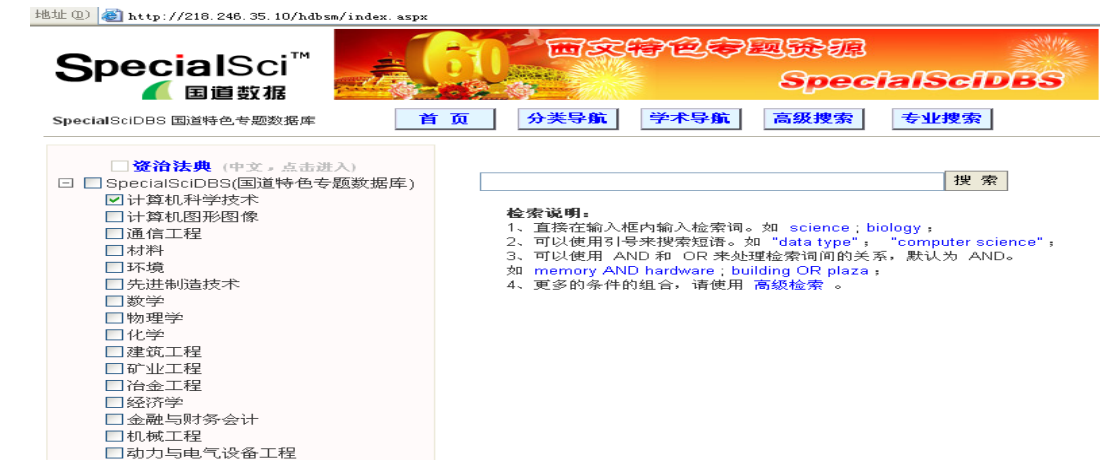 地址(D) http://218.246.35.10/hdbsm/index.aspx
SpecialSci™
国道数据
60
西文特色专题资源
SpecialSciDBS
SpecialSciDBS 国道特色专题数据库
首 页 分类导航 学术导航 高级搜索 专业搜索
资治法典 (中文，点击进入)
SpecialSciDBS(国道特色专题数据库)
计算机科学技术
计算机图形图像
通信工程
材料
环境
先进制造技术
数学
物理学
化学
建筑工程
矿业工程
冶金工程
经济学
金融与财务会计
机械工程
动力与电气设备工程
搜 索
检索说明：
1、直接在输入框内输入检索词。如 science ; biology ;
2、可以使用引号来搜索短语。如 "data type" ; "computer science" ;
3、可以使用 AND 和 OR 来处理检索词间的关系，默认为 AND。
如 memory AND hardware ; building OR plaza ;
4、更多的条件的组合，请使用 高级检索 。